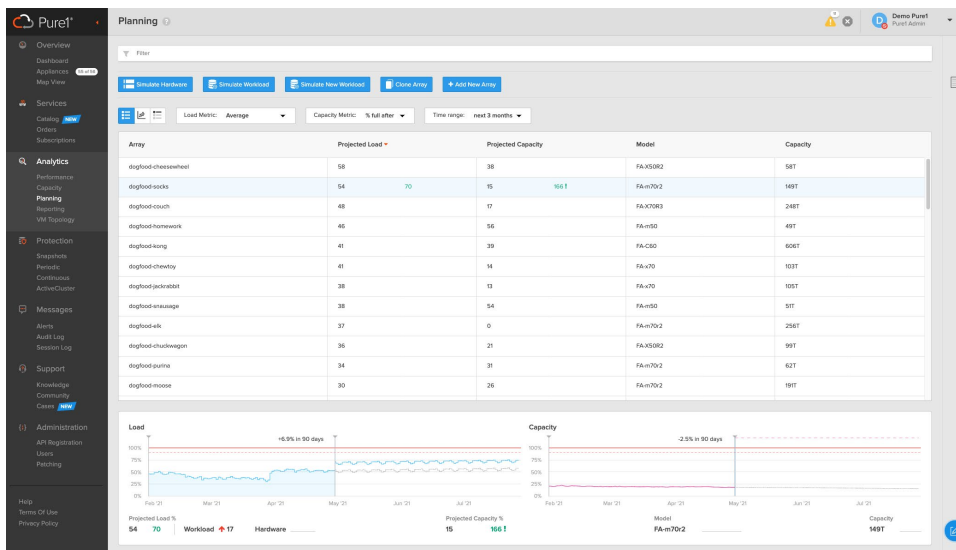 Pure1®
Planning
Demo Pure1
Pure1 Admin
Overview
Dashboard
Appliances
Map View
Services
Catalog NEW
Orders
Subscriptions
Analytics
Performance
Capacity
Planning
Reporting
VM Topology
Protection
Snapshots
Periodic
Continuous
ActiveCluster
Messages
Alerts
Audit Log
Session Log
Support
Knowledge
Community
Cases NEW
Administration
API Registration
Users
Patching
Help
Terms Of Use
Privacy Policy
Filter
Simulate Hardware Simulate Workload Simulate New Workload Clone Array + Add New Array
Load Metric: Average Capacity Metric: % full after Time range: next 3 months
Array Projected Load Projected Capacity Model Capacity
dogfood-cheesewheel 58 38 FA-X50R2 58T
dogfood-socks 54 70 15 166! FA-m70r2 149T
dogfood-couch 48 17 FA-X70R3 248T
dogfood-homework 46 56 FA-m50 49T
dogfood-kong 41 39 FA-C60 606T
dogfood-chewtoy 41 14 FA-x70 103T
dogfood-jackrabbit 38 13 FA-x70 105T
dogfood-snausage 38 54 FA-m50 51T
dogfood-elk 37 0 FA-m70r2 256T
dogfood-chuckwagon 36 21 FA-X50R2 99T
dogfood-purina 34 31 FA-m70r2 62T
dogfood-moose 30 26 FA-m70r2 191T
Load
+6.9% in 90 days
100%
75%
50%
25%
0%
Feb '21 Mar '21 Apr '21 May '21 Jun '21 Jul '21
Projected Load %
54 70 Workload 17 Hardware
Capacity
-2.5% in 90 days
100%
75%
50%
25%
0%
Feb '21 Mar '21 Apr '21 May '21 Jun '21 Jul '21
Projected Capacity % Model Capacity
15 166! FA-m70r2 149T